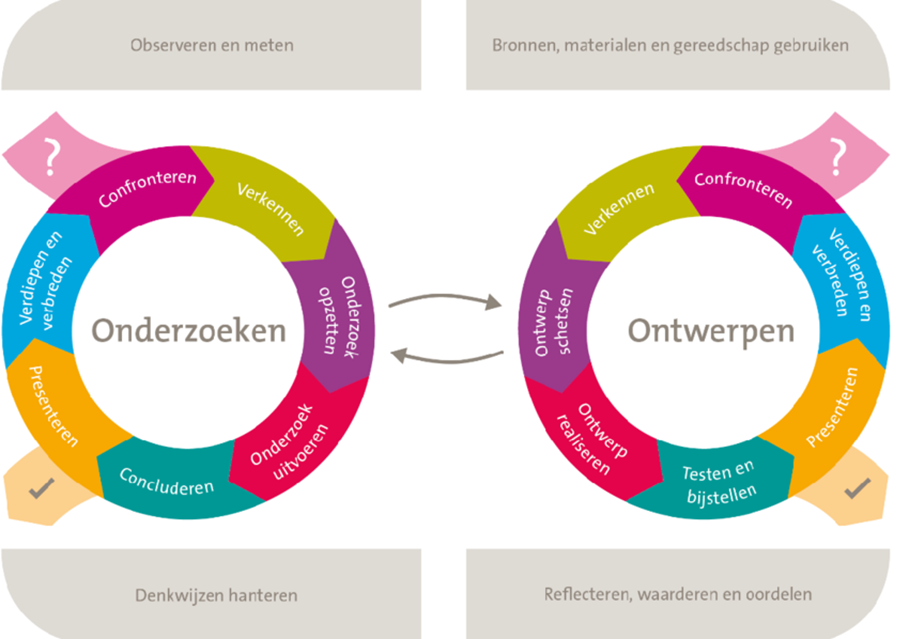 Observeren en meten
Bronnen, materialen en gereedschap gebruiken
?
Confronteren
Verkennen
Onderzoek
opzetten
Onderzoek
uitvoeren
Concluderen
Presenteren
Verdiepen en
verbreden
Onderzoeken
?
Confronteren
Verkennen
Ontwerp
schetsen
Ontwerp
realiseren
Testen en
bijstellen
Presenteren
Verdiepen en
verbreden
Ontwerpen
Denkwijzen hanteren
Reflecteren, waarderen en oordelen